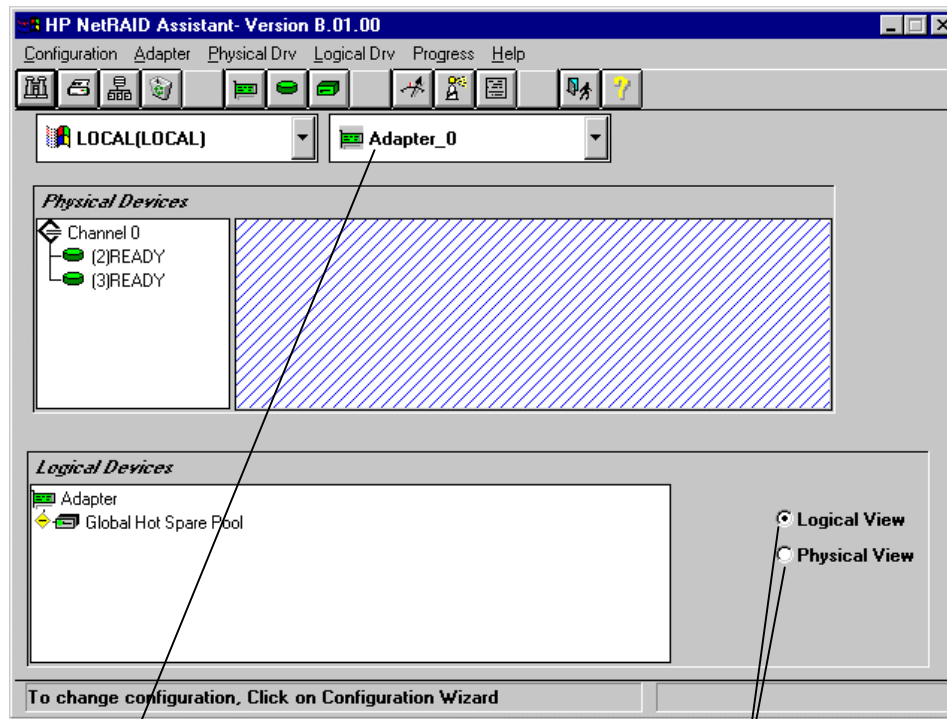 HP NetRAID Assistant- Version B.01.00
Configuration Adapter Physical Drv Logical Drv Progress Help
LOCAL(LOCAL) Adapter_0
Physical Devices
Channel 0
(2)READY
(3)READY
Logical Devices
Adapter
Global Hot Spare Pool
Logical View
Physical View
To change configuration, Click on Configuration Wizard